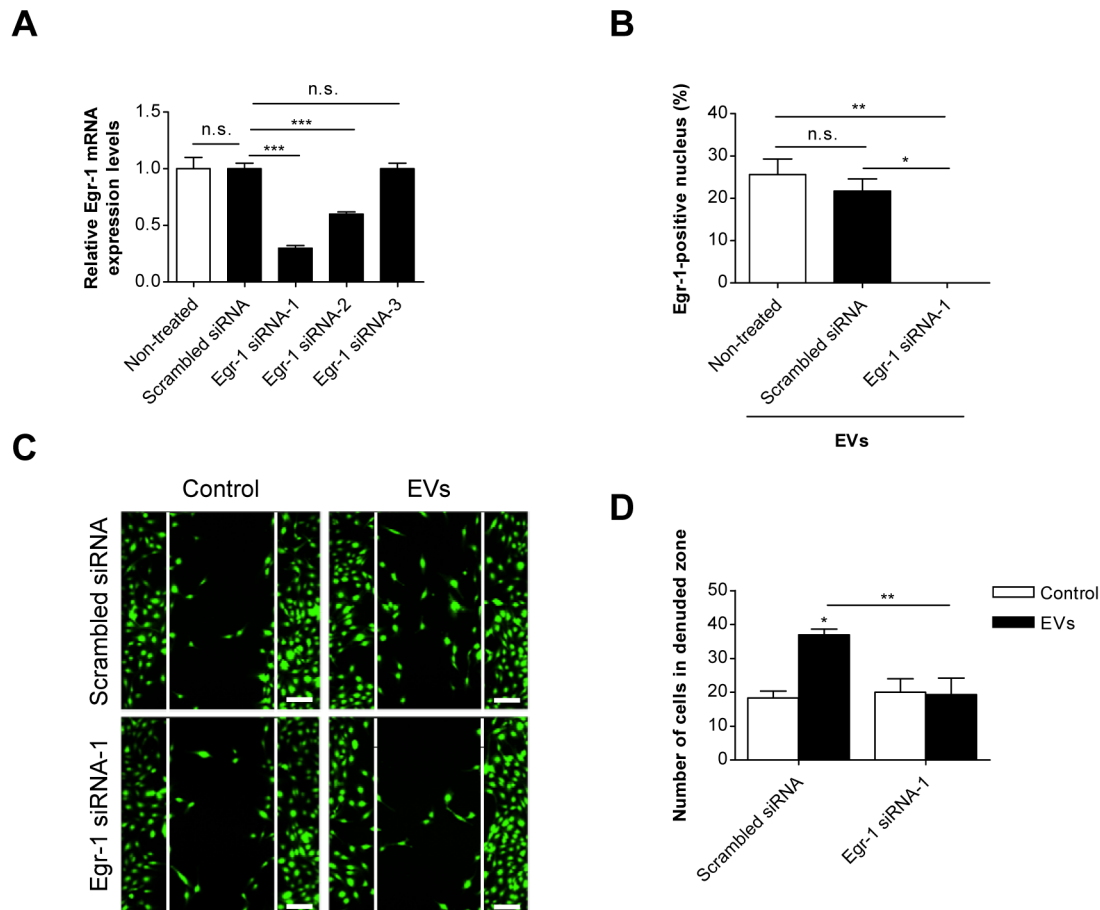 A
Relative Egr-1 mRNA
expression levels
1.5
1.0
0.5
0.0
n.s.
n.s.
***
***
Non-treated
Scrambled siRNA
Egr-1 siRNA-1
Egr-1 siRNA-2
Egr-1 siRNA-3
B
Egr-1-positive nucleus (%)
40
30
20
10
0
**
n.s.
*
Non-treated
Scrambled siRNA
Egr-1 siRNA-1
EVs
C
Control
EVs
Scrambled siRNA
Egr-1 siRNA-1
D
Number of cells in denuded zone
50
40
30
20
10
0
**
*
Control
EVs
Scrambled siRNA
Egr-1 siRNA-1